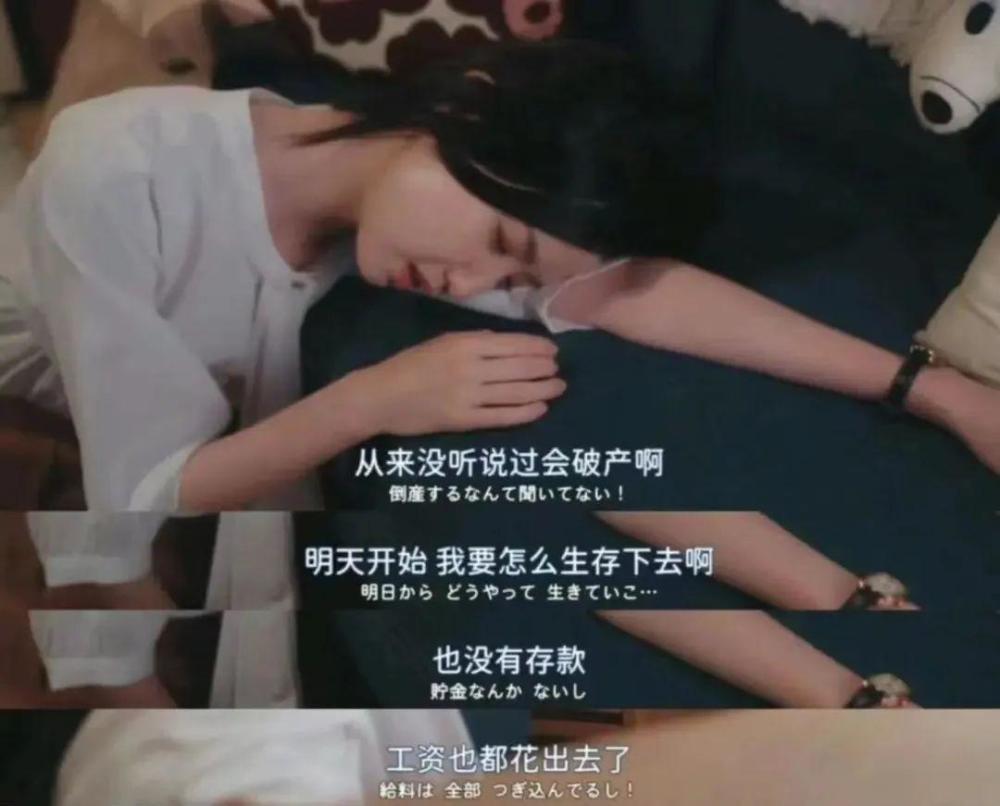 从来没听说过会破产啊
倒産するなんて聞いてない！
明天开始 我要怎么生存下去啊
明日から どうやって 生きていこ…
也没有存款
貯金なんか ないし
工资也都花出去了
給料は 全部 つぎ込んでるし！